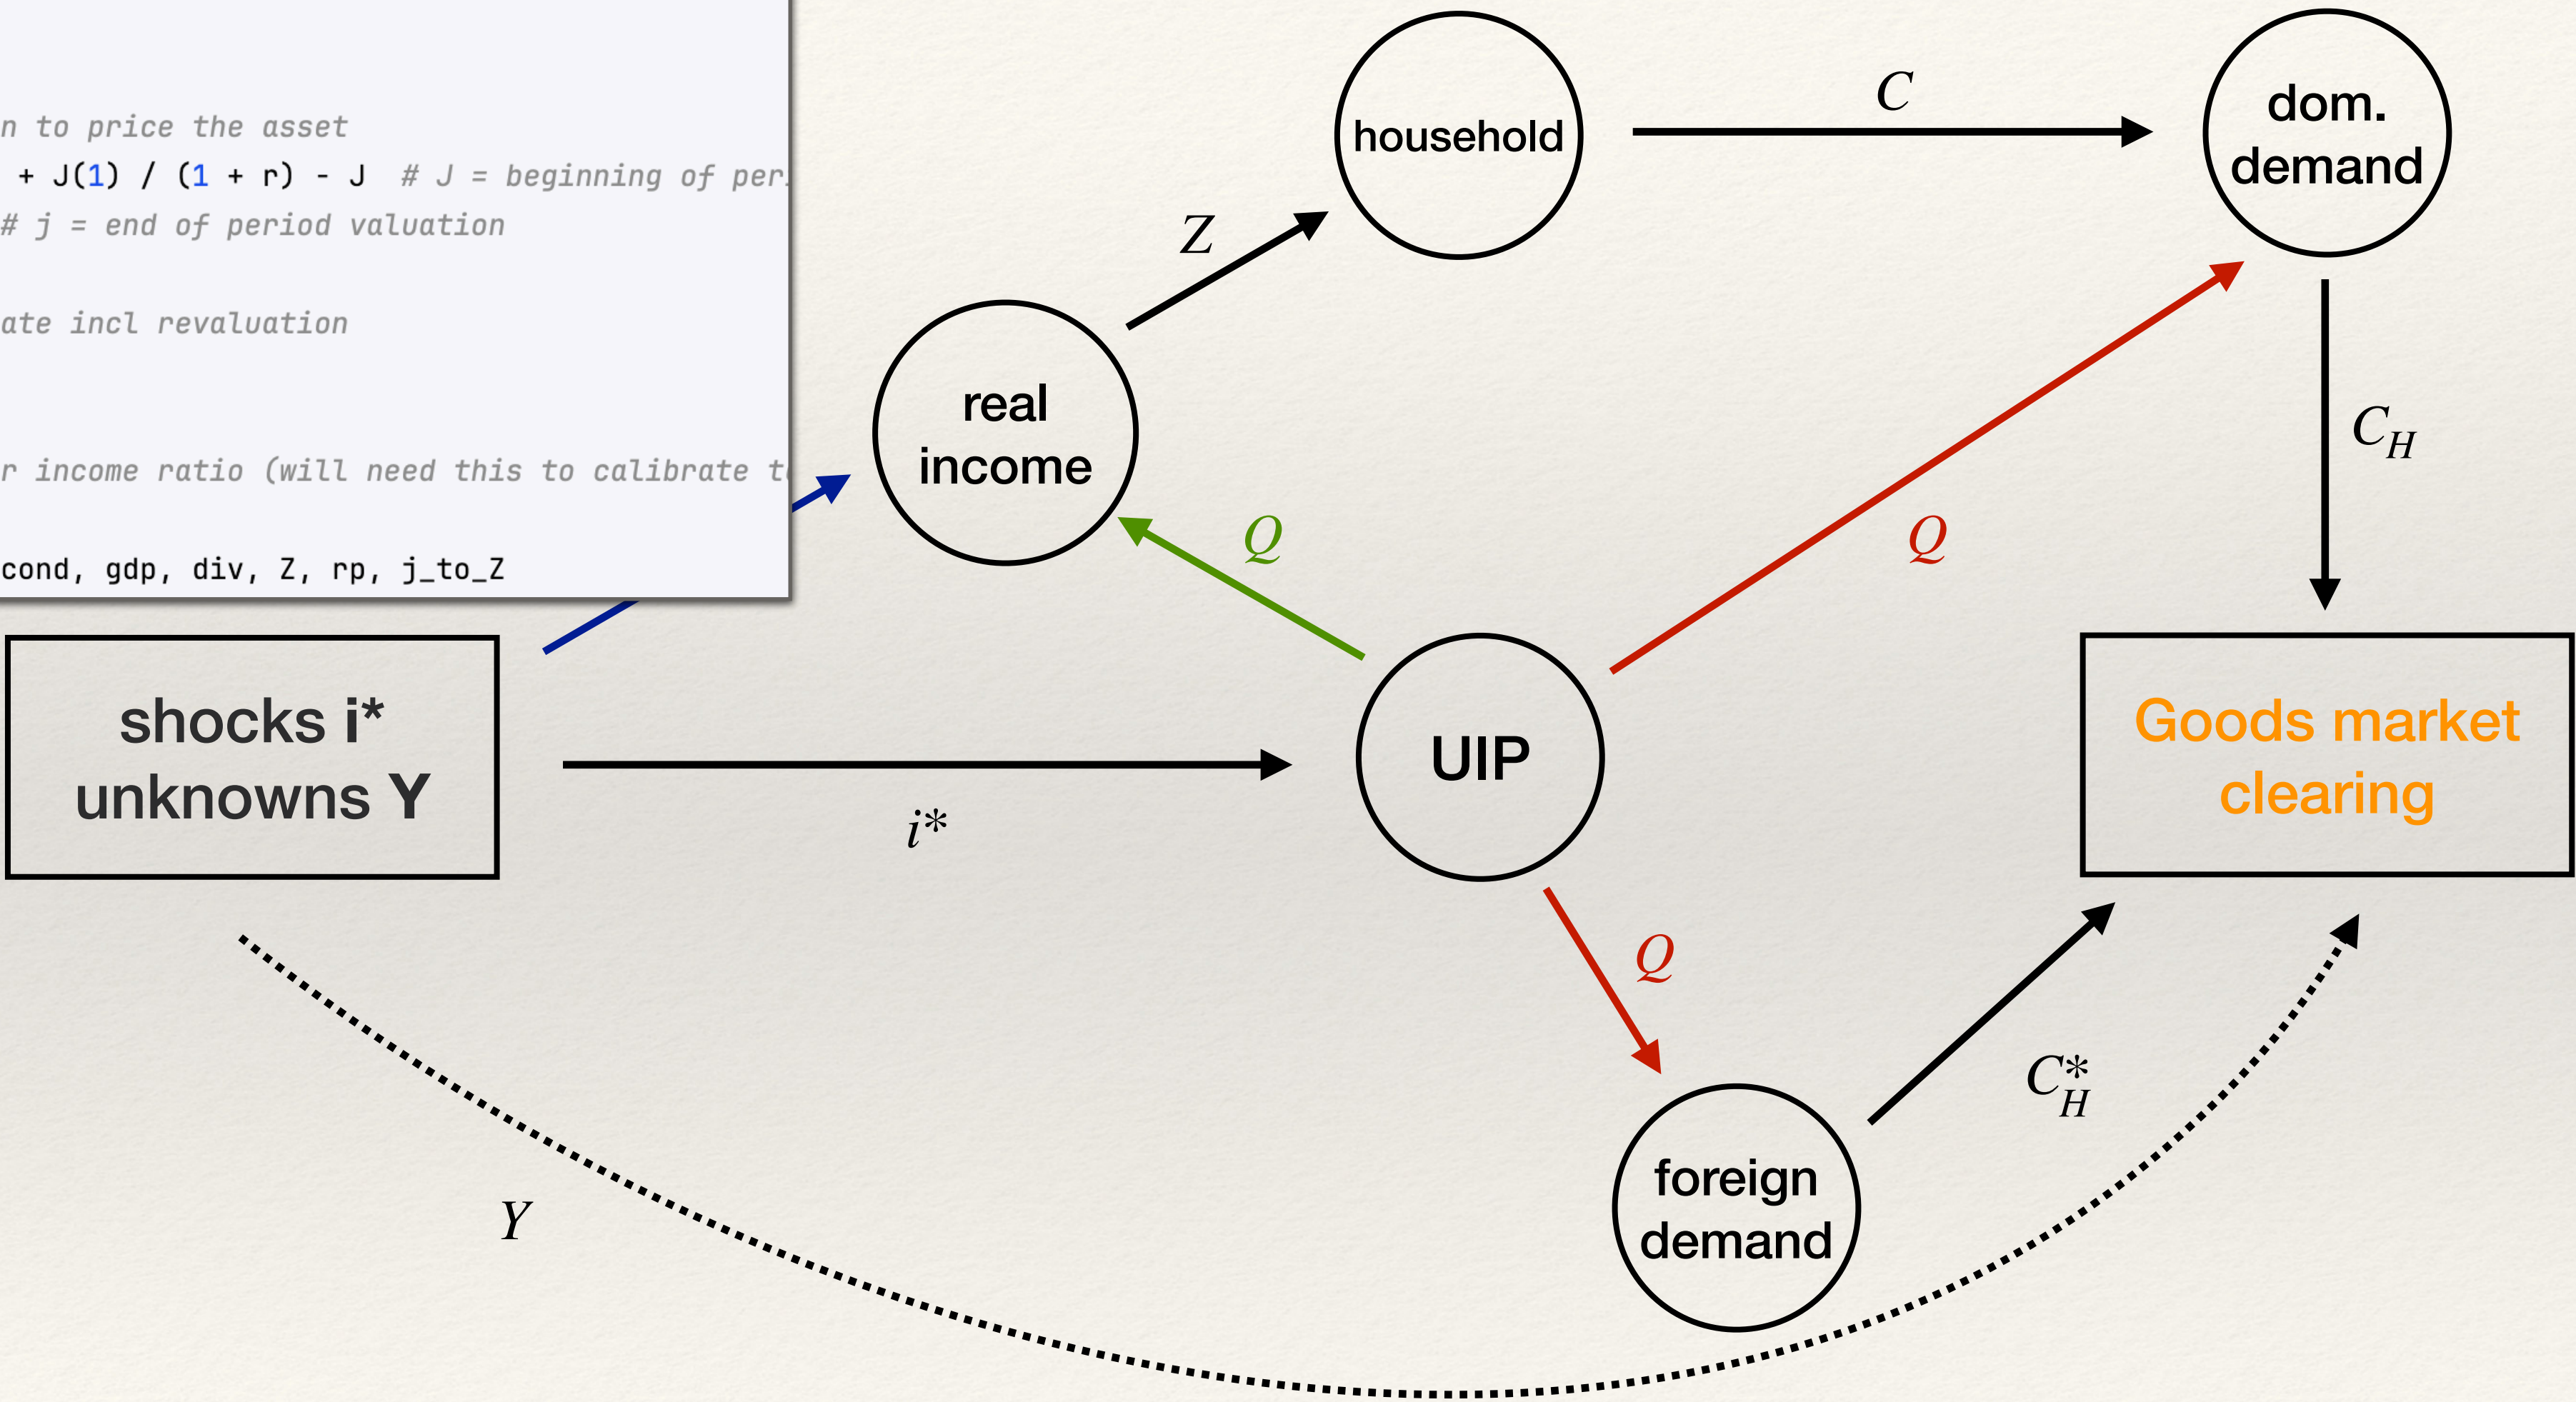 n to price the asset
+ J(1) / (1 + r) - J # J = beginning of per
# j = end of period valuation
ate incl revaluation
r income ratio (will need this to calibrate t
cond, gdp, div, Z, rp, j_to_Z
household
C
dom.
demand
Z
real
income
C_H
Q
Q
shocks i*
unknowns Y
UIP
Goods market
clearing
i*
Q
C*_H
foreign
demand
Y